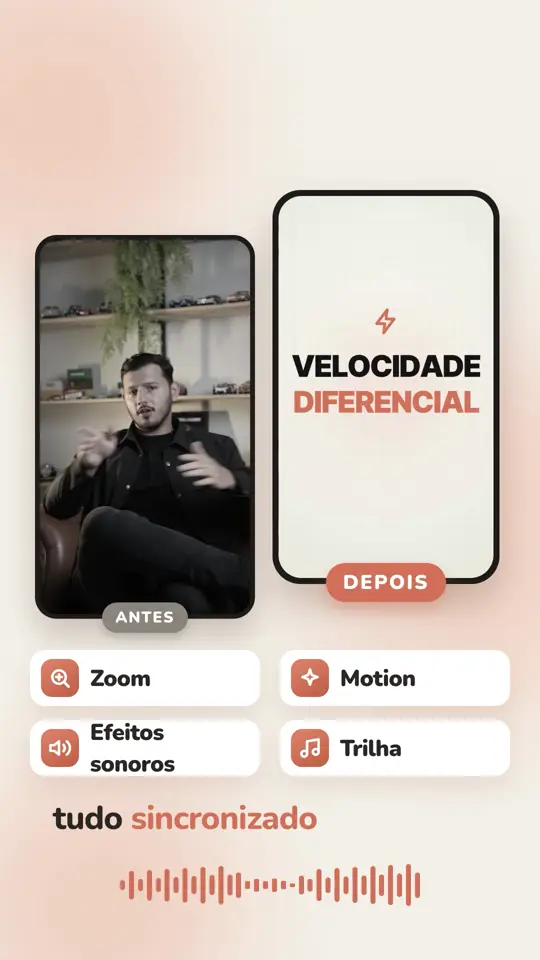 VELOCIDADE
DIFERENCIAL
DEPOIS
ANTES
Zoom
Motion
Efeitos
sonoros
Trilha
tudo sincronizado